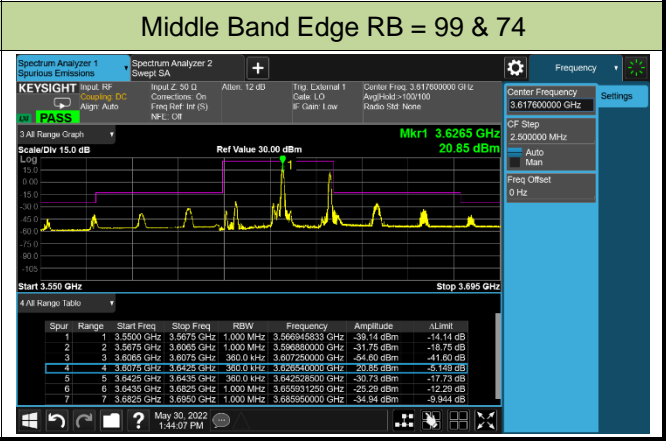 Middle Band Edge RB = 99 & 74
Spectrum Analyzer 1
Spurious Emissions
Spectrum Analyzer 2
Swept SA
Frequency
KEYSIGHT
Input: RF
Coupling: DC
Align: Auto
Input Z: 50 Ω
Corrections: On
Freq Ref: Int (S)
NFE: Off
Atten: 12 dB
Trig: External 1
Gate: LO
IF Gain: Low
Center Freq: 3.617600000 GHz
Avg|Hold:>100/100
Radio Std: None
LXI PASS
Center Frequency
3.617600000 GHz
Settings
CF Step
2.500000 MHz
Auto
Man
Freq Offset
0 Hz
3 All Range Graph
Mkr1 3.6265 GHz
20.85 dBm
Scale/Div 15.0 dB
Ref Value 30.00 dBm
Log
15.0
0.00
-15.0
-30.0
-45.0
-60.0
-75.0
-90.0
-105
1
Start 3.550 GHz
Stop 3.695 GHz
4 All Range Table
Spur Range Start Freq Stop Freq RBW Frequency Amplitude ΔLimit
1 1 3.5500 GHz 3.5675 GHz 1.000 MHz 3.566945833 GHz -39.14 dBm -14.14 dB
2 2 3.5675 GHz 3.6065 GHz 1.000 MHz 3.596880000 GHz -31.75 dBm -18.75 dB
3 3 3.6065 GHz 3.6075 GHz 360.0 kHz 3.607250000 GHz -54.60 dBm -41.60 dB
4 4 3.6075 GHz 3.6425 GHz 360.0 kHz 3.626540000 GHz 20.85 dBm -5.149 dB
5 5 3.6425 GHz 3.6435 GHz 360.0 kHz 3.642528500 GHz -30.73 dBm -17.73 dB
6 6 3.6435 GHz 3.6825 GHz 1.000 MHz 3.655931250 GHz -25.29 dBm -12.29 dB
7 7 3.6825 GHz 3.6950 GHz 1.000 MHz 3.685950000 GHz -34.94 dBm -9.944 dB
May 30, 2022
1:44:07 PM